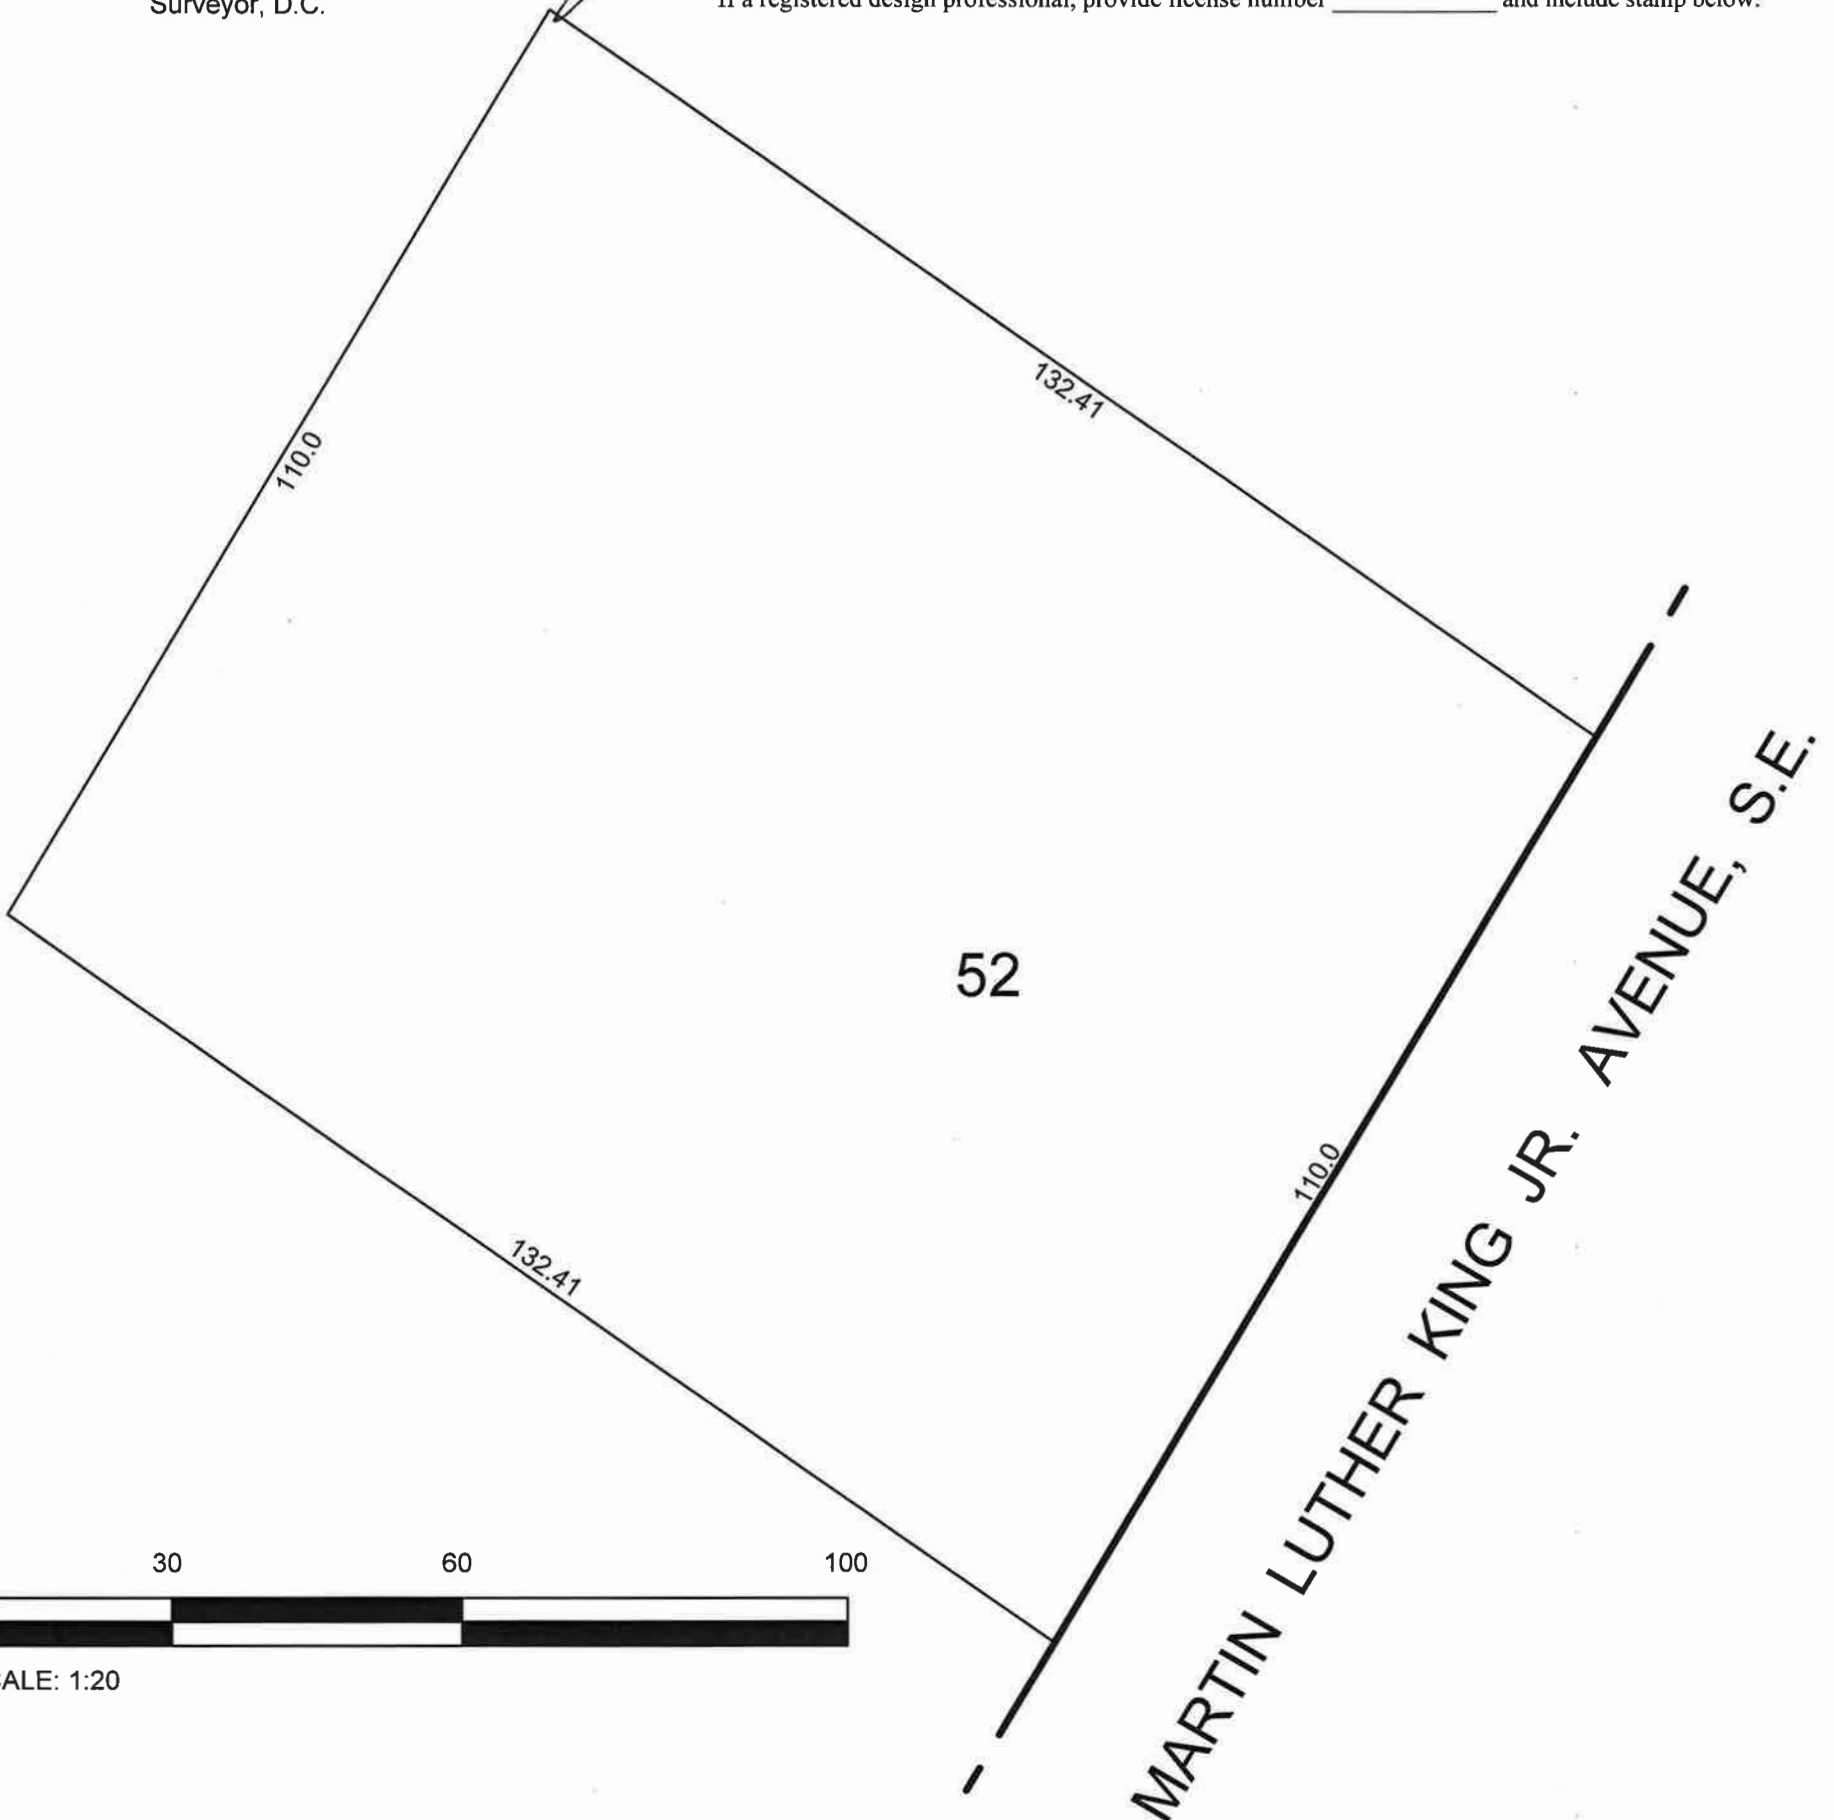 Surveyor, D.C.
If a registered design professional, provide license number ______________ and include stamp below.
132.41
110.0
52
110.0
132.41
MARTIN LUTHER KING JR. AVENUE, S.E.
30 60 100
ALE: 1:20